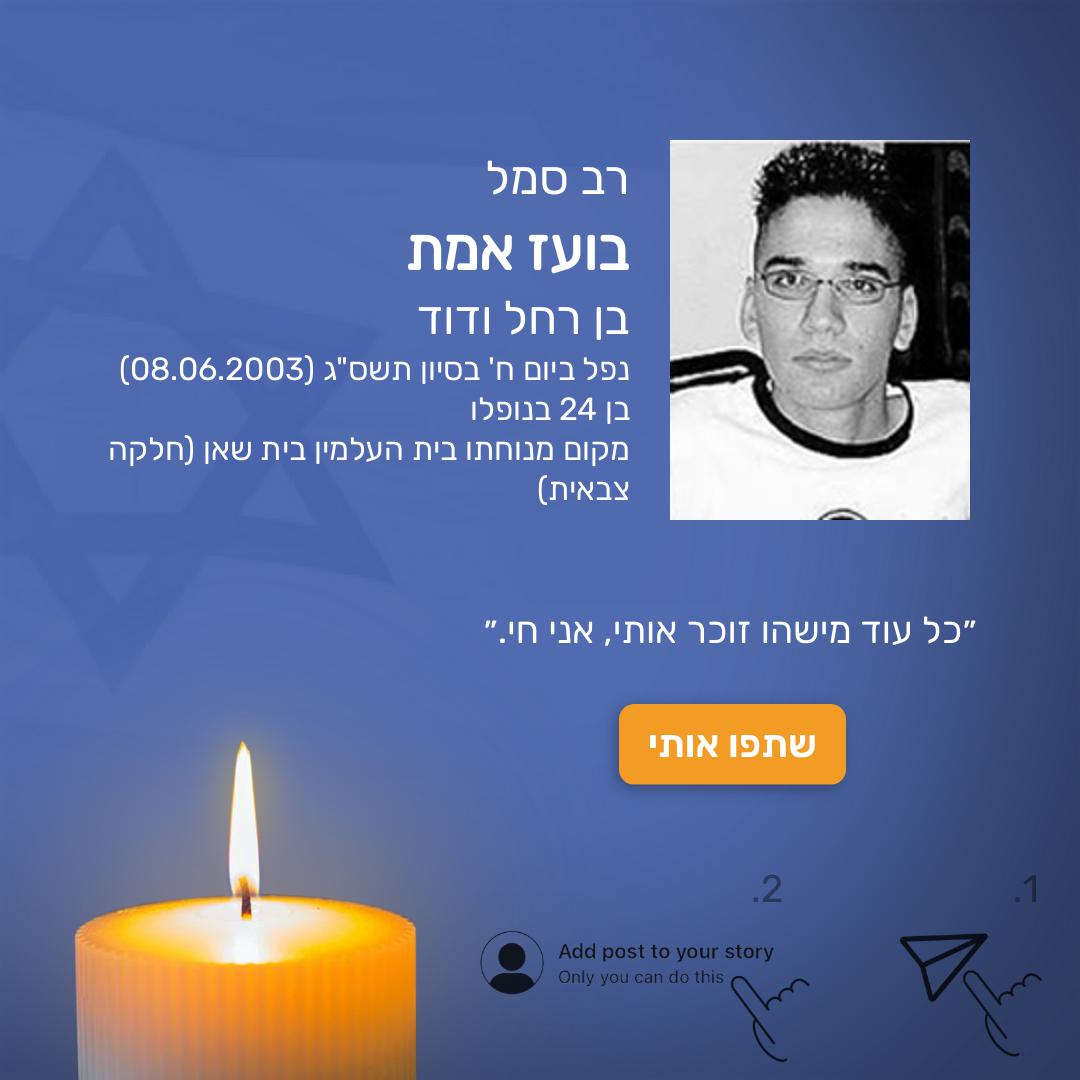 רב סמל
בועז אמת
בן רחל ודוד
נפל ביום ח' בסיון תשס"ג (08.06.2003)
בן 24 בנופלו
מקום מנוחתו בית העלמין בית שאן (חלקה
צבאית)
״כל עוד מישהו זוכר אותי, אני חי.״
שתפו אותי
.1
.2
Add post to your story
Only you can do this